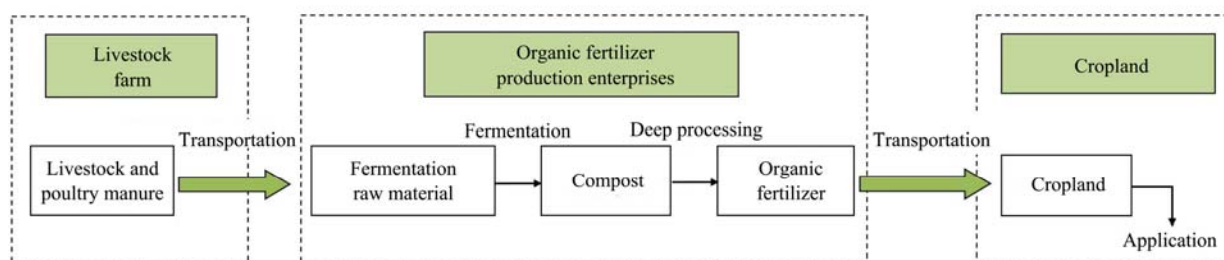 Livestock
farm
Organic fertilizer
production enterprises
Cropland
Transportation
Fermentation
Deep processing
Transportation
Livestock and
poultry manure
Fermentation
raw material
Compost
Organic
fertilizer
Cropland
Application